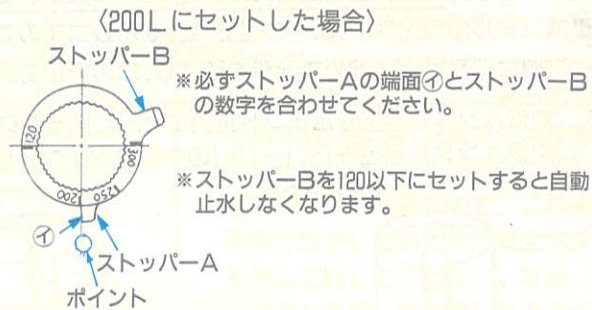 〈200Lにセットした場合〉
ストッパーB
※必ずストッパーAの端面㋑とストッパーB
の数字を合わせてください。
120
300
200
250
※ストッパーBを120以下にセットすると自動
止水しなくなります。
㋑
ストッパーA
ポイント